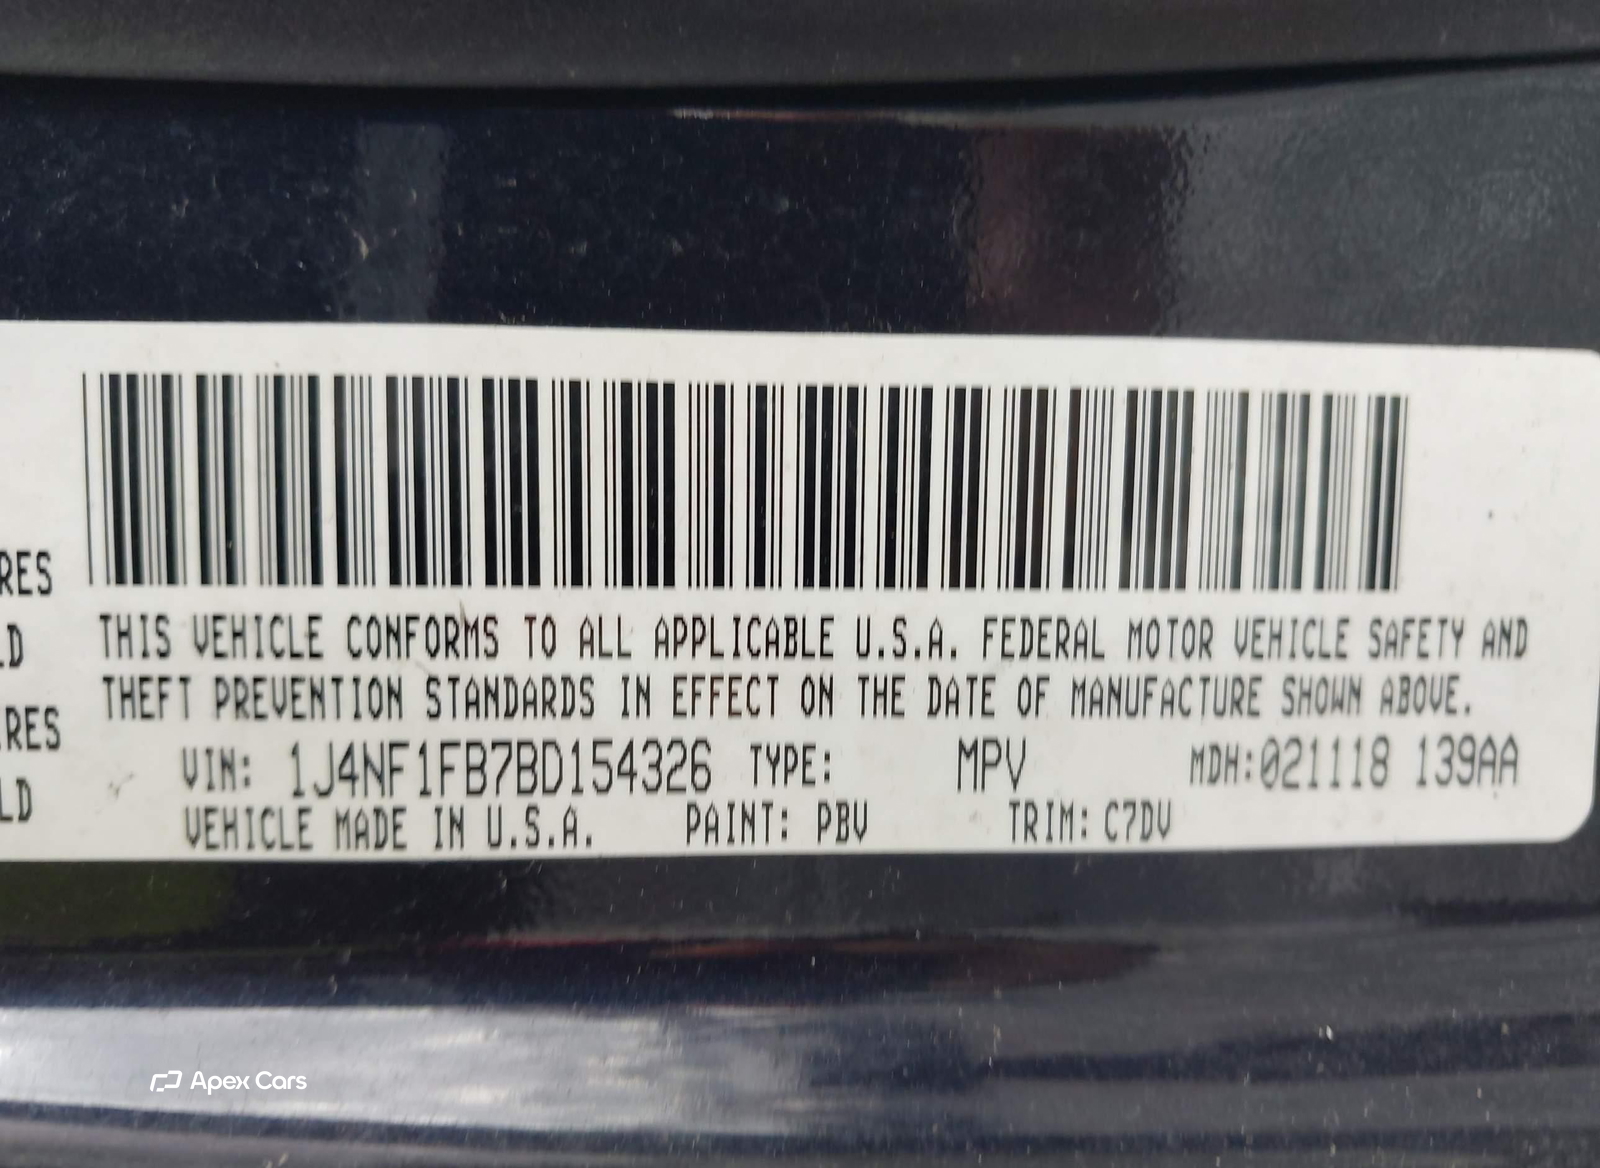 RES
LD
RES
LD
THIS VEHICLE CONFORMS TO ALL APPLICABLE U.S.A. FEDERAL MOTOR VEHICLE SAFETY AND
THEFT PREVENTION STANDARDS IN EFFECT ON THE DATE OF MANUFACTURE SHOWN ABOVE.
VIN: 1J4NF1FB7BD154326 TYPE: MPV MDH:021118 139AA
VEHICLE MADE IN U.S.A. PAINT: PBV TRIM: C7DV
Apex Cars